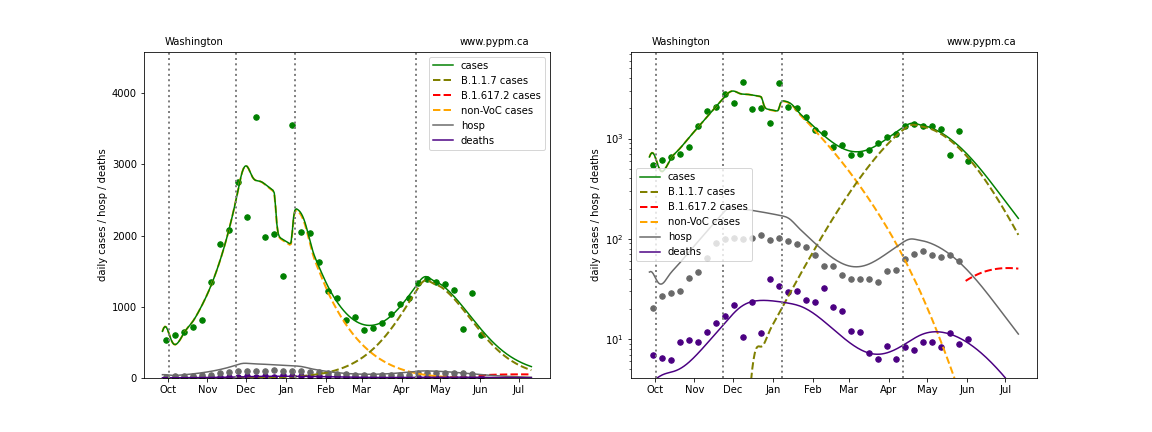 Washington
www.pypm.ca
daily cases / hosp / deaths
4000
3000
2000
1000
0
cases
B.1.1.7 cases
B.1.617.2 cases
non-VoC cases
hosp
deaths
Oct Nov Dec Jan Feb Mar Apr May Jun Jul
Washington
www.pypm.ca
daily cases / hosp / deaths
10³
10²
10¹
cases
B.1.1.7 cases
B.1.617.2 cases
non-VoC cases
hosp
deaths
Oct Nov Dec Jan Feb Mar Apr May Jun Jul